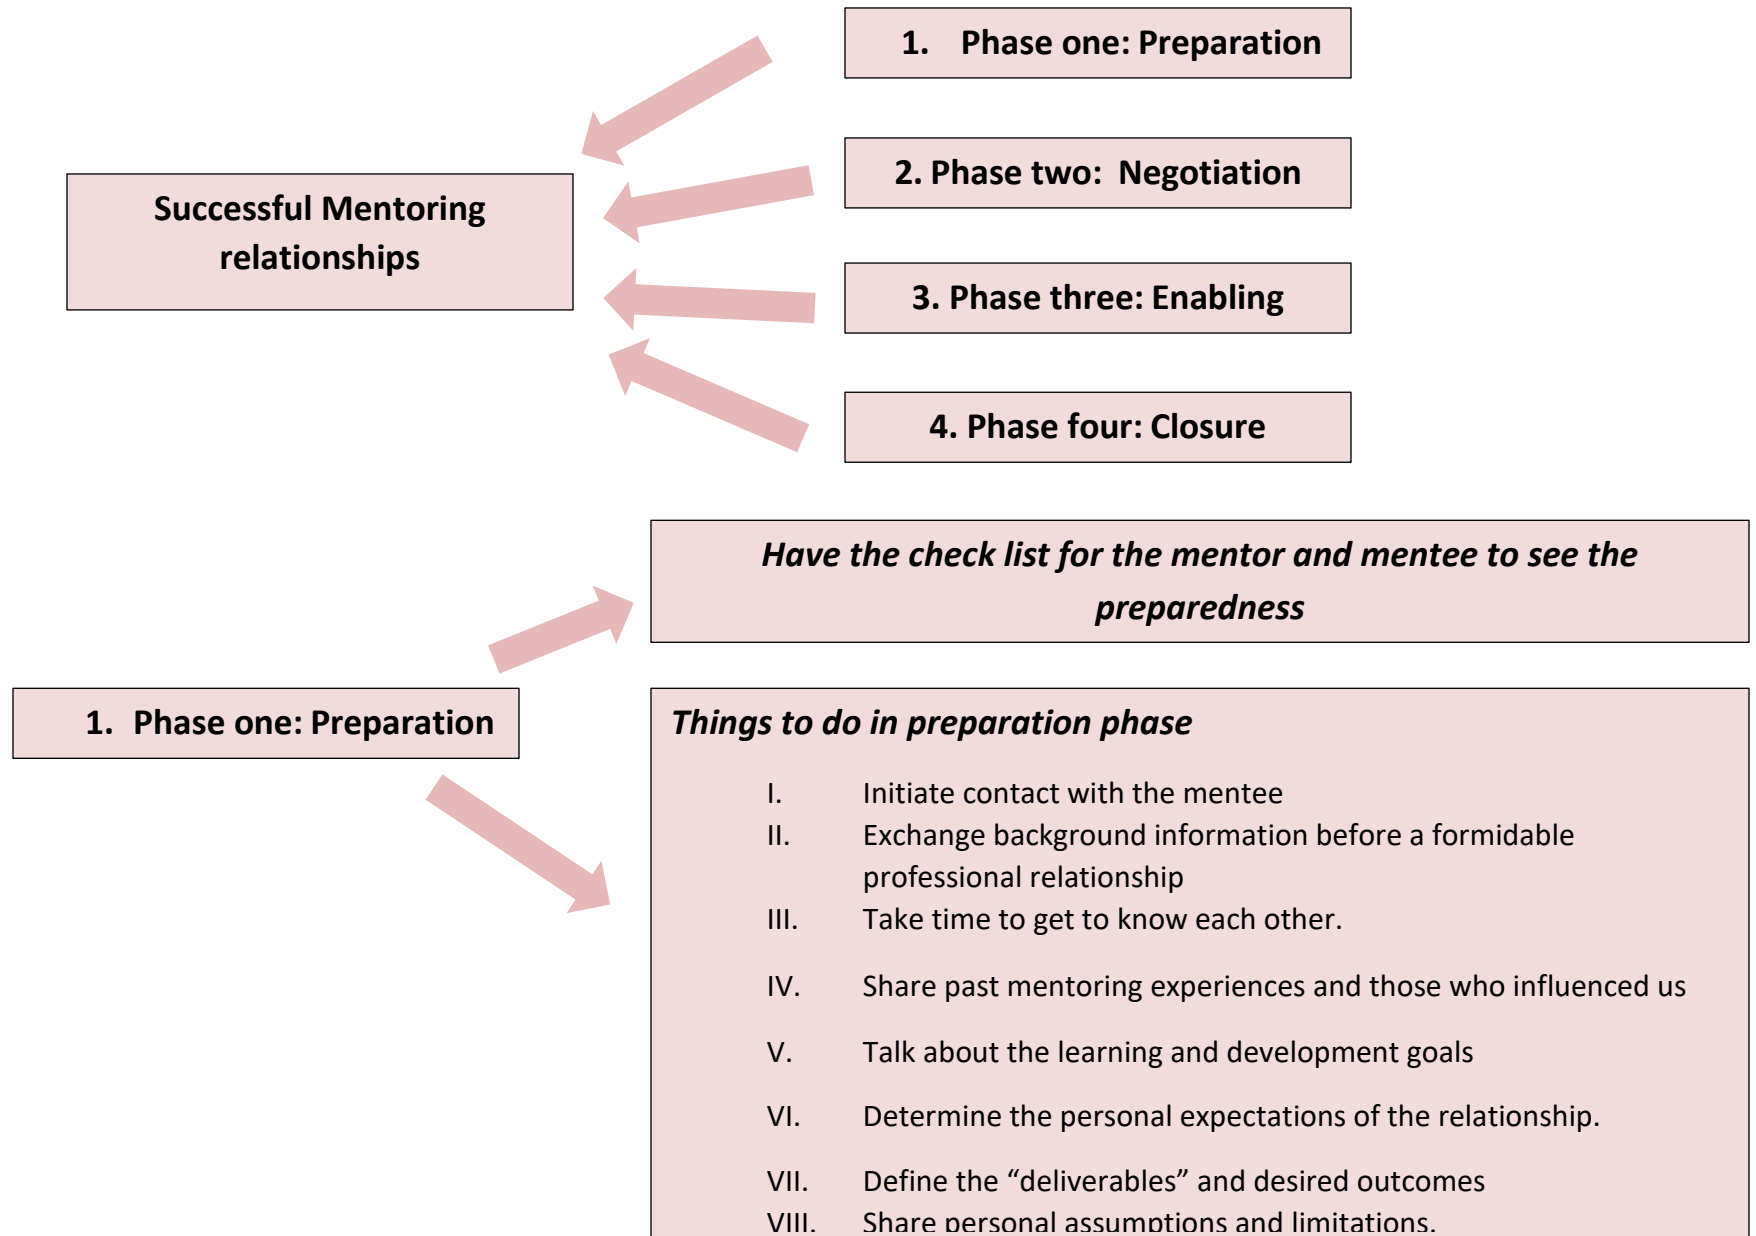 1. Phase one: Preparation
2. Phase two: Negotiation
Successful Mentoring
relationships
3. Phase three: Enabling
4. Phase four: Closure
Have the check list for the mentor and mentee to see the
preparedness
1. Phase one: Preparation
Things to do in preparation phase
I. Initiate contact with the mentee
II. Exchange background information before a formidable
professional relationship
III. Take time to get to know each other.
IV. Share past mentoring experiences and those who influenced us
V. Talk about the learning and development goals
VI. Determine the personal expectations of the relationship.
VII. Define the “deliverables” and desired outcomes
VIII. Share personal assumptions and limitations.